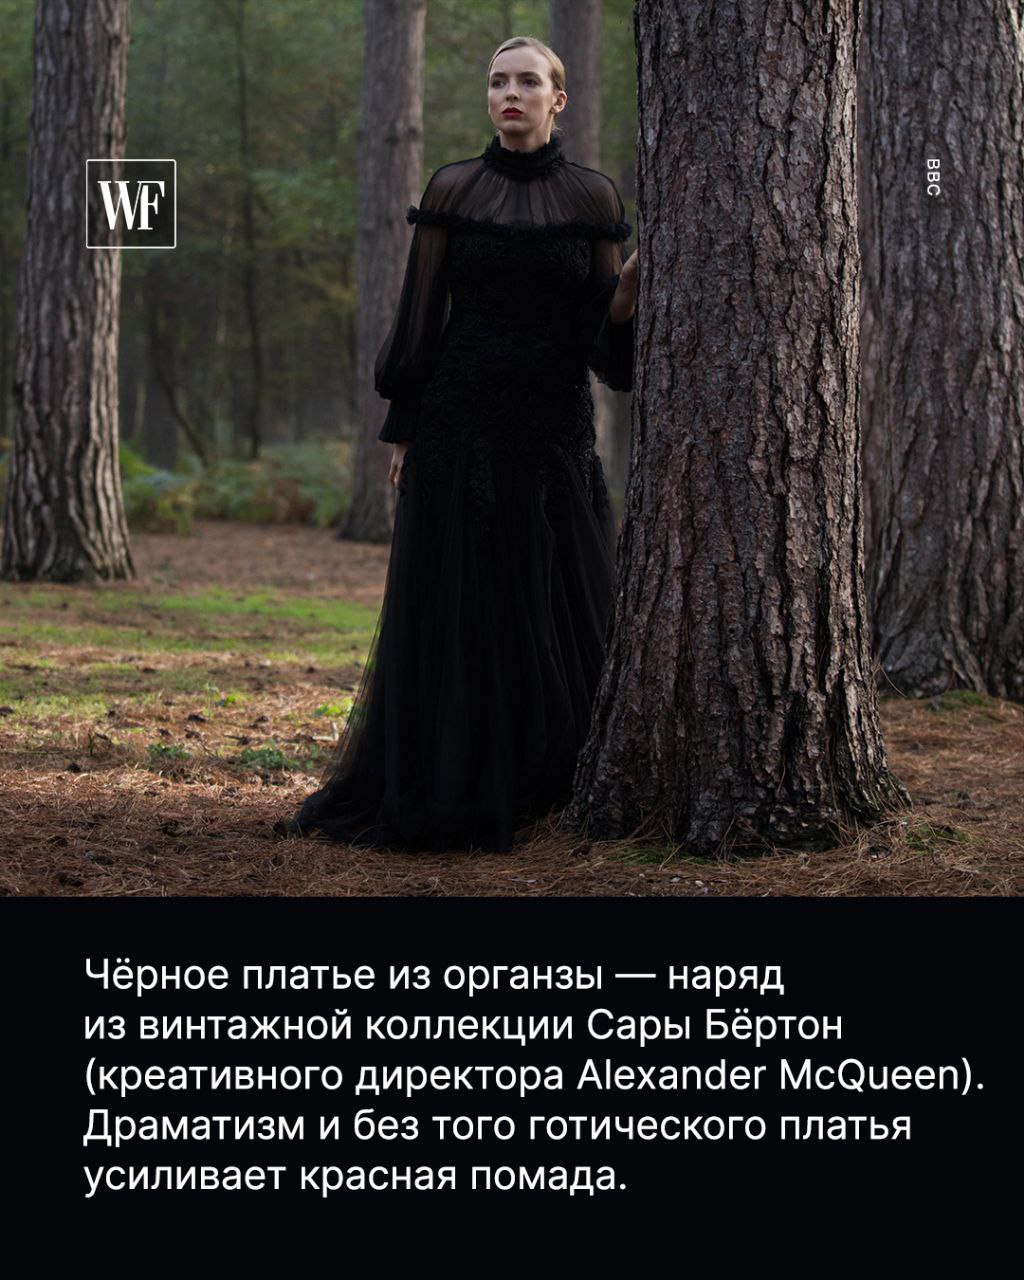 WF
BBC
Чёрное платье из органзы — наряд
из винтажной коллекции Сары Бёртон
(креативного директора Alexander McQueen).
Драматизм и без того готического платья
усиливает красная помада.